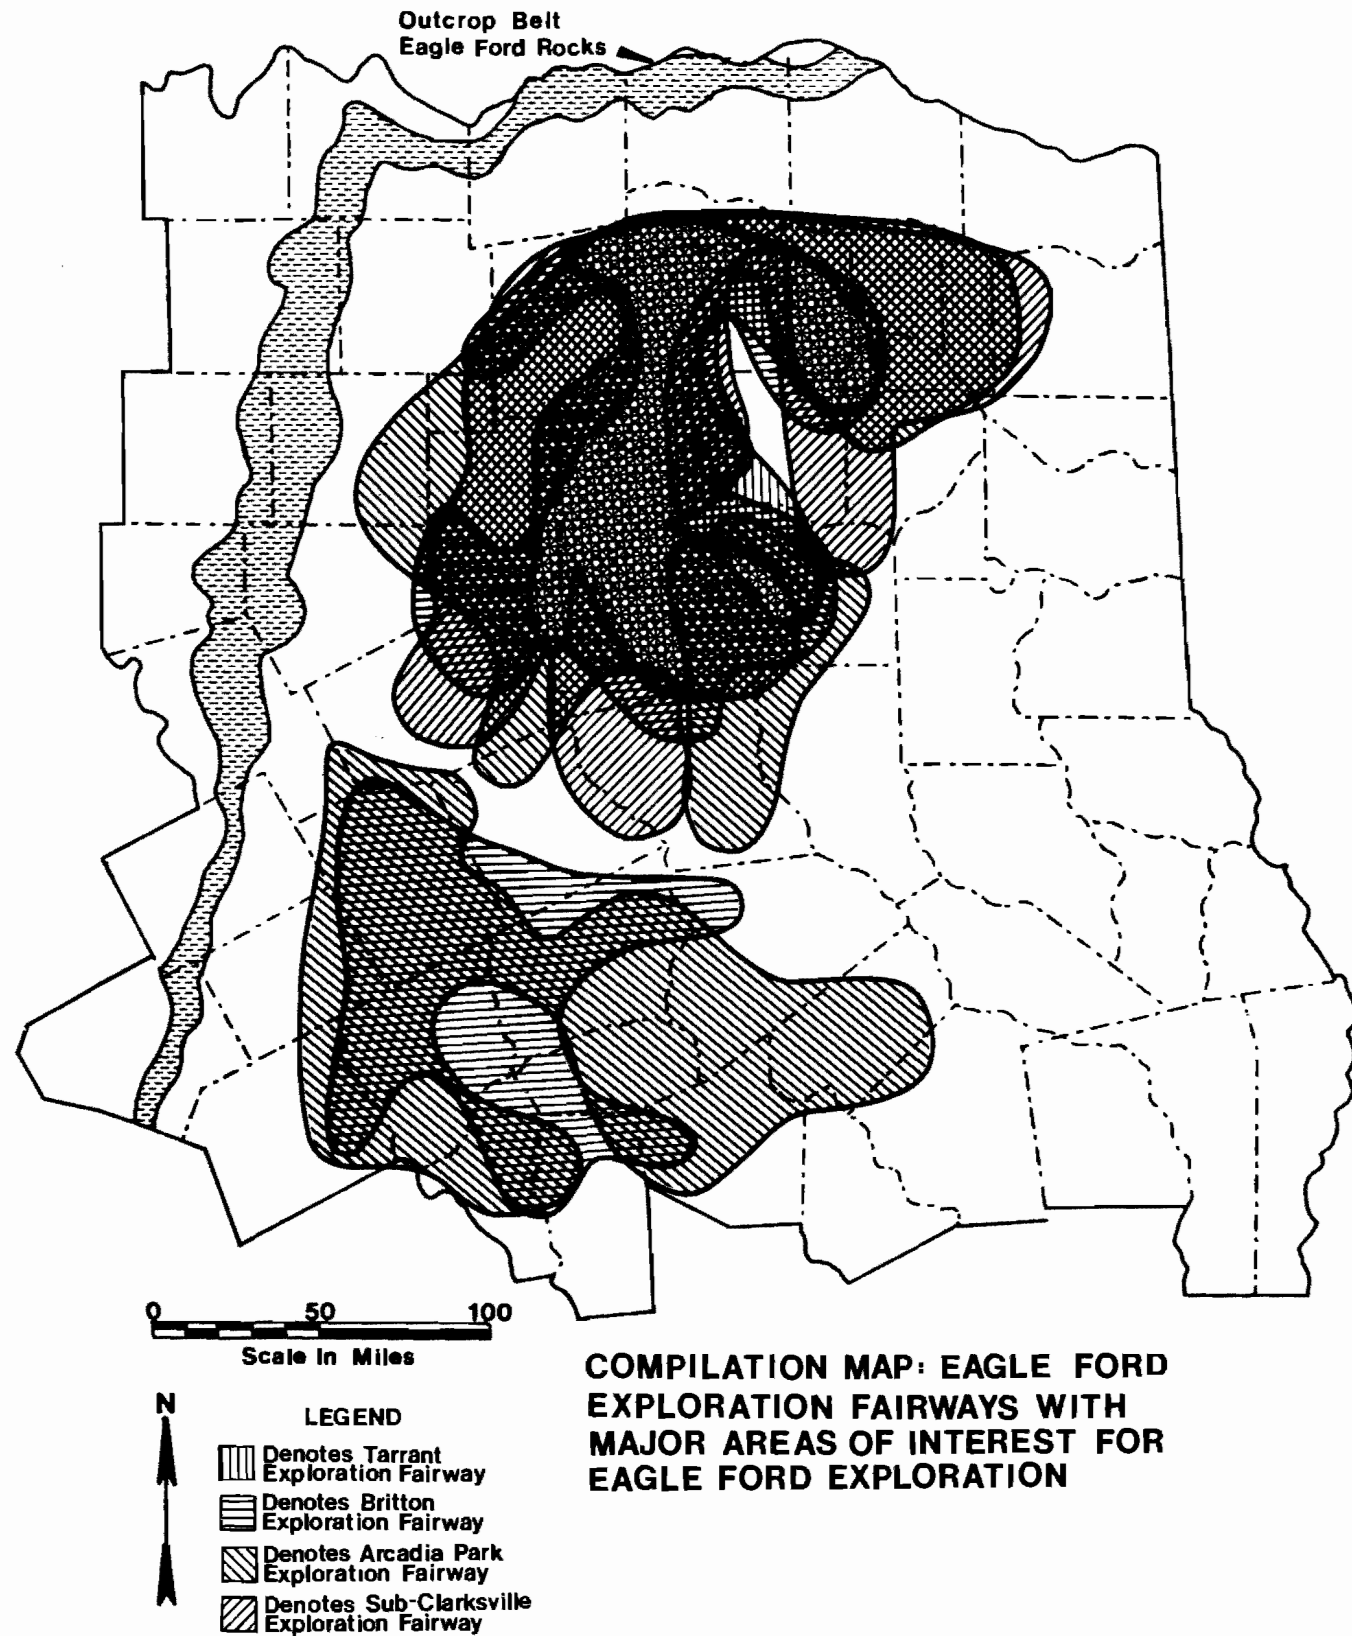 Outcrop Belt
Eagle Ford Rocks
0 50 100
Scale In Miles
COMPILATION MAP: EAGLE FORD
EXPLORATION FAIRWAYS WITH
MAJOR AREAS OF INTEREST FOR
EAGLE FORD EXPLORATION
N
LEGEND
Denotes Tarrant
Exploration Fairway
Denotes Britton
Exploration Fairway
Denotes Arcadia Park
Exploration Fairway
Denotes Sub-Clarksville
Exploration Fairway